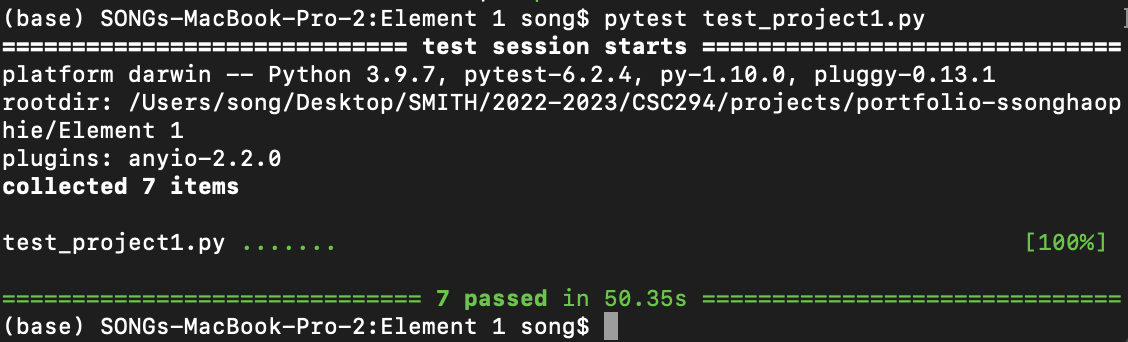 (base) SONGs-MacBook-Pro-2:Element 1 song$ pytest test_project1.py
============================= test session starts ==============================
platform darwin -- Python 3.9.7, pytest-6.2.4, py-1.10.0, pluggy-0.13.1
rootdir: /Users/song/Desktop/SMITH/2022-2023/CSC294/projects/portfolio-ssonghaop
hie/Element 1
plugins: anyio-2.2.0
collected 7 items
test_project1.py ....... [100%]
============================== 7 passed in 50.35s ==============================
(base) SONGs-MacBook-Pro-2:Element 1 song$